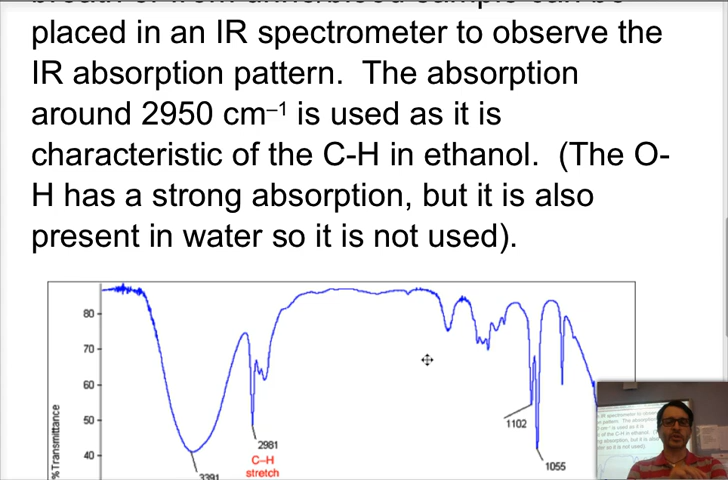 placed in an IR spectrometer to observe the
IR absorption pattern. The absorption
around 2950 cm⁻¹ is used as it is
characteristic of the C-H in ethanol. (The O-
H has a strong absorption, but it is also
present in water so it is not used).
80
70
60
50
40
%Transmittance
3391
2981
C–H
stretch
1102
1055